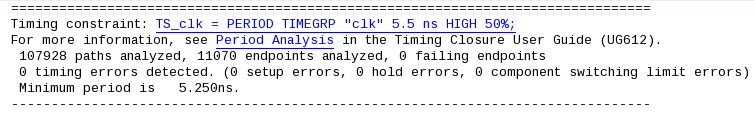 ================================================================================
Timing constraint: TS_clk = PERIOD TIMEGRP "clk" 5.5 ns HIGH 50%;
For more information, see Period Analysis in the Timing Closure User Guide (UG612).
107928 paths analyzed, 11070 endpoints analyzed, 0 failing endpoints
0 timing errors detected. (0 setup errors, 0 hold errors, 0 component switching limit errors)
Minimum period is   5.250ns.
--------------------------------------------------------------------------------